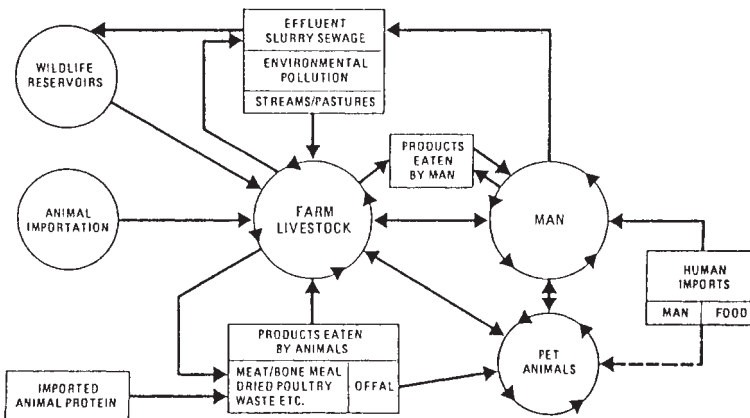 EFFLUENT
SLURRY SEWAGE
ENVIRONMENTAL
POLLUTION
STREAMS/PASTURES
WILDLIFE
RESERVOIRS
PRODUCTS
EATEN
BY MAN
ANIMAL
IMPORTATION
FARM
LIVESTOCK
MAN
HUMAN
IMPORTS
MAN
FOOD
PRODUCTS EATEN
BY ANIMALS
MEAT/BONE MEAL
DRIED POULTRY
WASTE ETC.
OFFAL
PET
ANIMALS
IMPORTED
ANIMAL PROTEIN